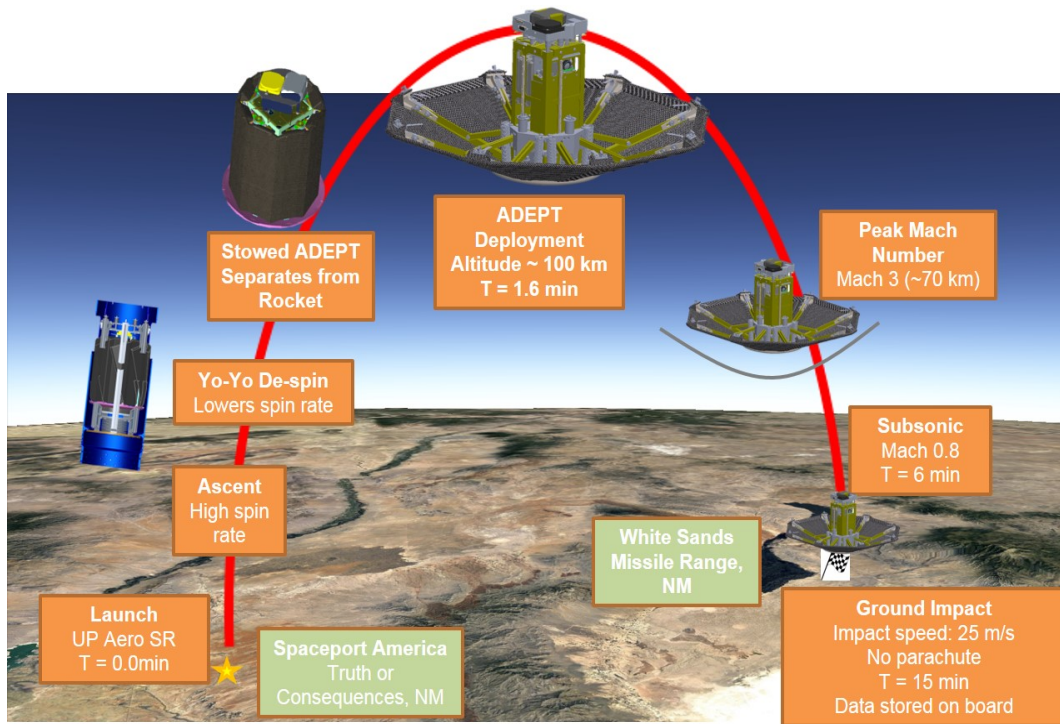 Launch
UP Aero SR
T = 0.0min
Spaceport America
Truth or
Consequences, NM
Ascent
High spin
rate
Yo-Yo De-spin
Lowers spin rate
Stowed ADEPT
Separates from
Rocket
ADEPT
Deployment
Altitude ~ 100 km
T = 1.6 min
Peak Mach
Number
Mach 3 (~70 km)
Subsonic
Mach 0.8
T = 6 min
White Sands
Missile Range,
NM
Ground Impact
Impact speed: 25 m/s
No parachute
T = 15 min
Data stored on board